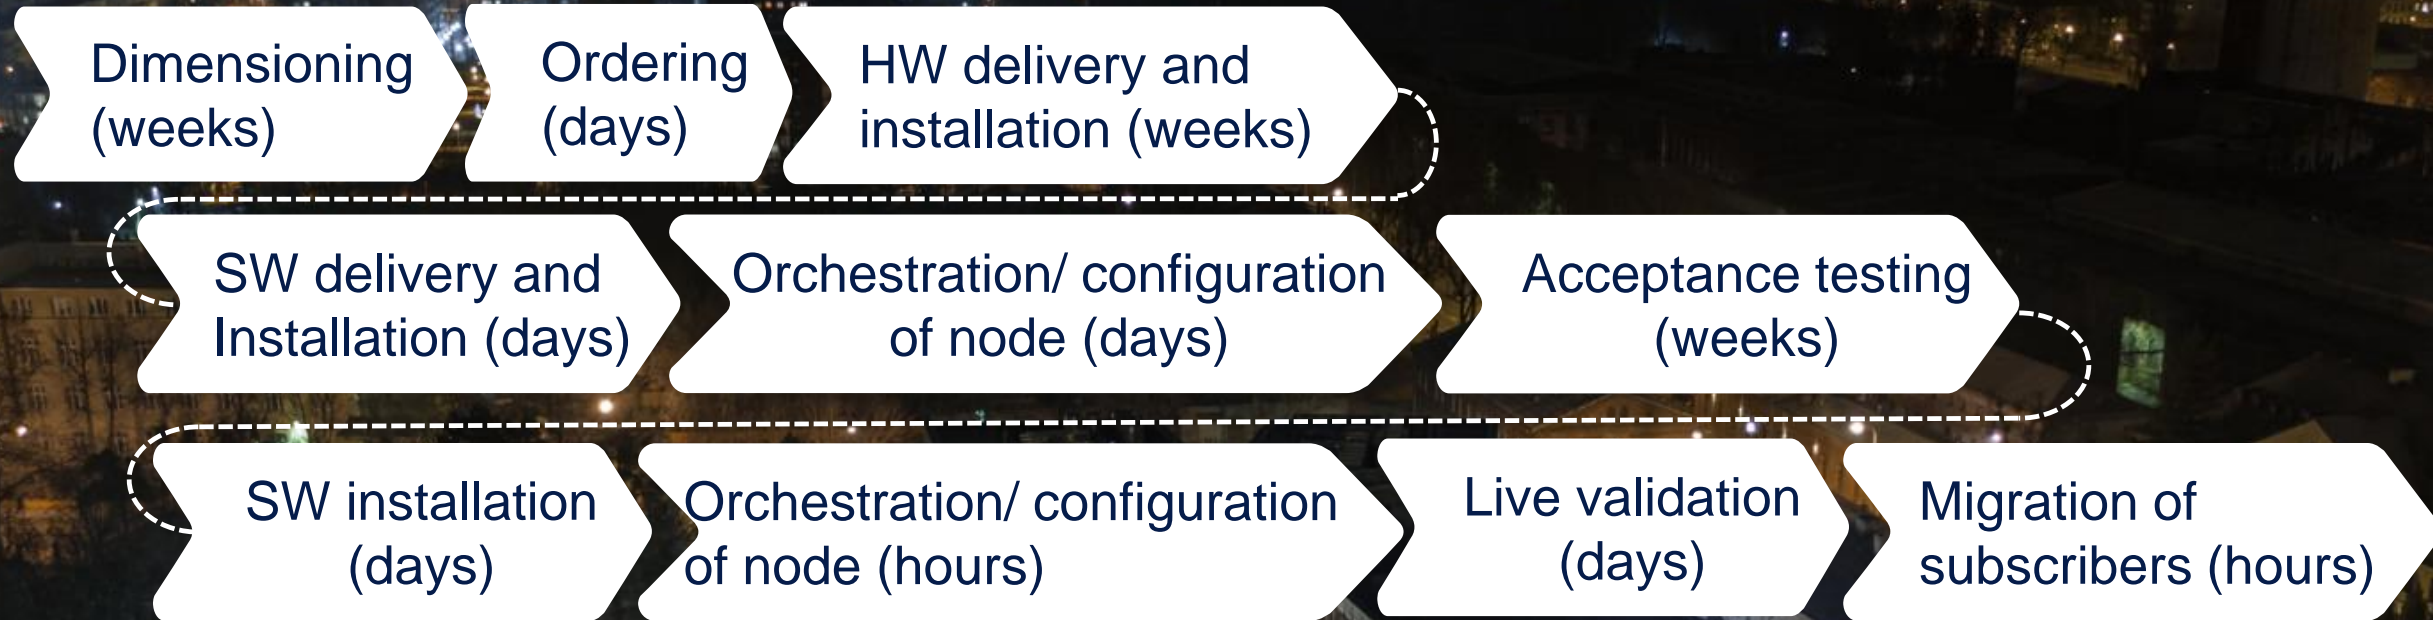 Dimensioning
(weeks)
Ordering
(days)
HW delivery and
installation (weeks)
SW delivery and
Installation (days)
Orchestration/ configuration
of node (days)
Acceptance testing
(weeks)
SW installation
(days)
Orchestration/ configuration
of node (hours)
Live validation
(days)
Migration of
subscribers (hours)